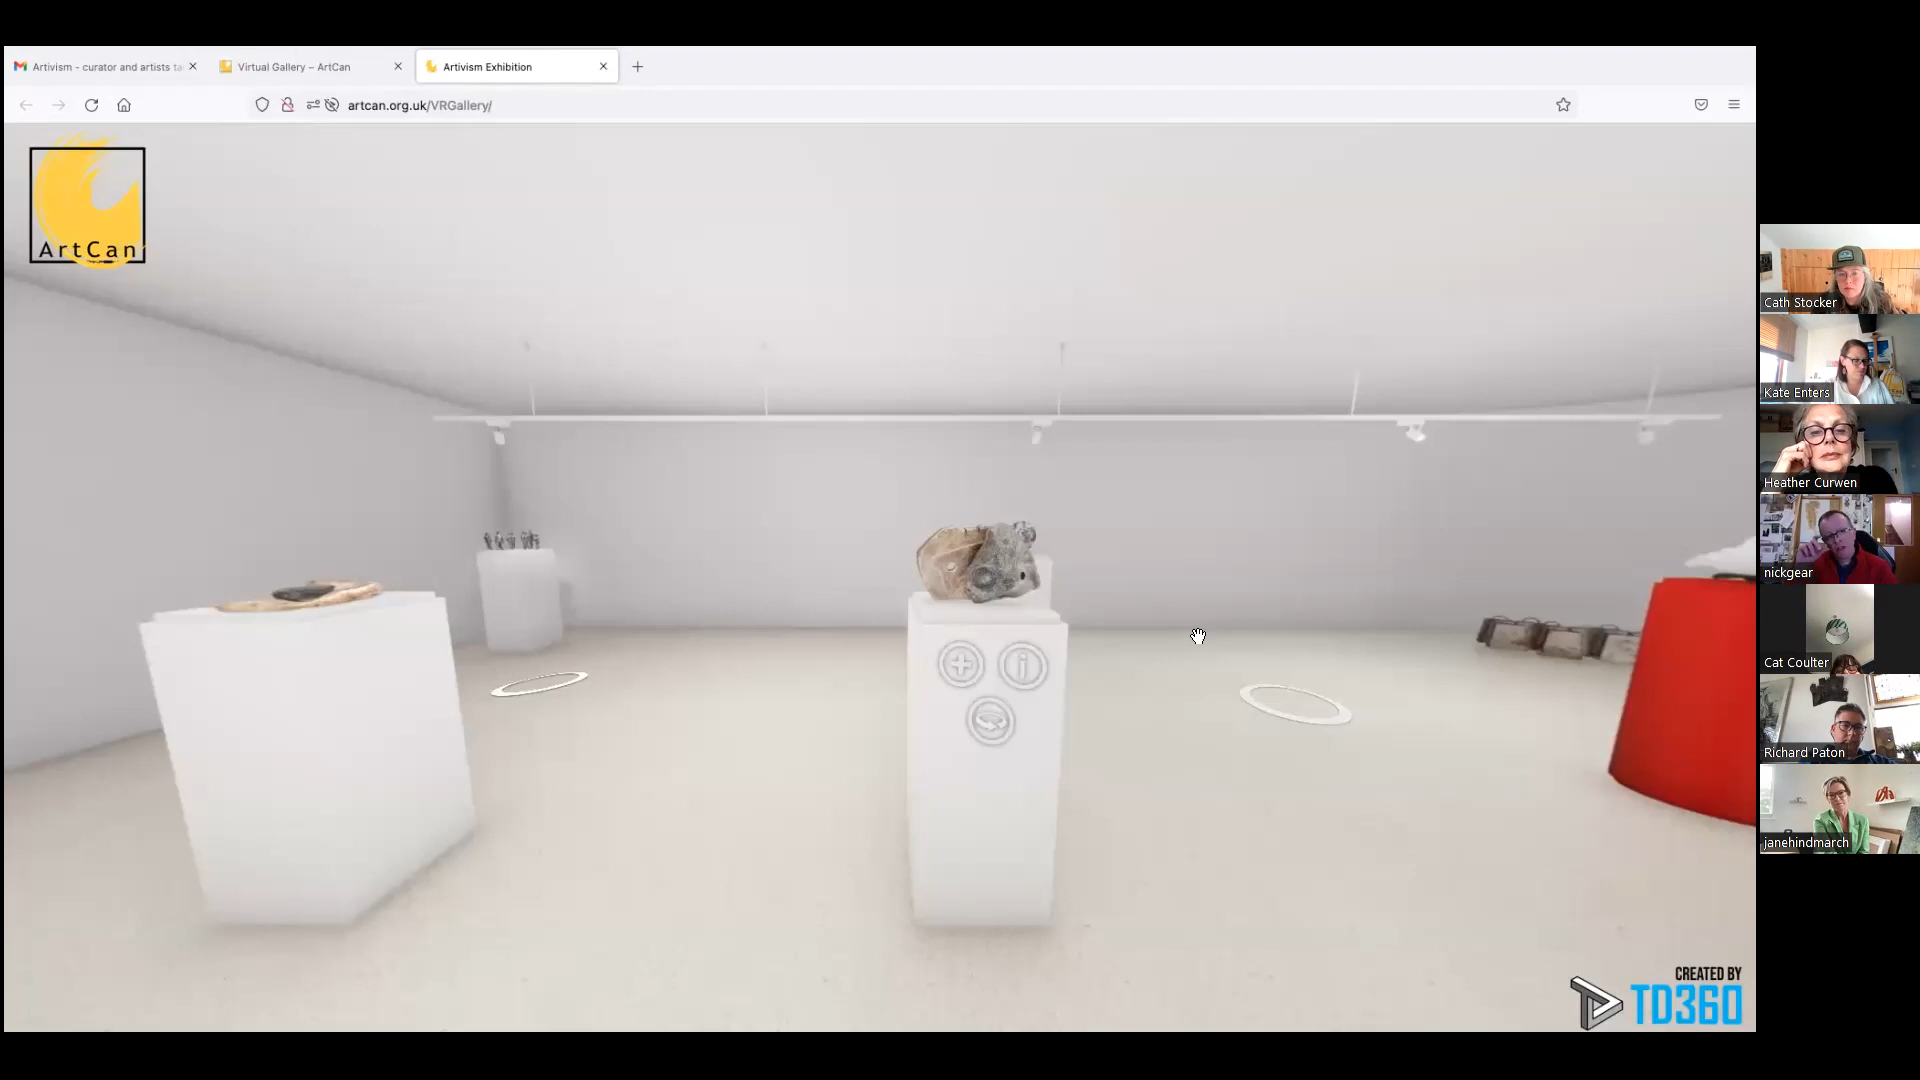 Artivism - curator and artists ta
Virtual Gallery – ArtCan
Artivism Exhibition
artcan.org.uk/VRGallery/
ArtCan
Cath Stocker
Kate Enters
Heather Curwen
nickgear
Cat Coulter
Richard Paton
janehindmarch
CREATED BY
TD360